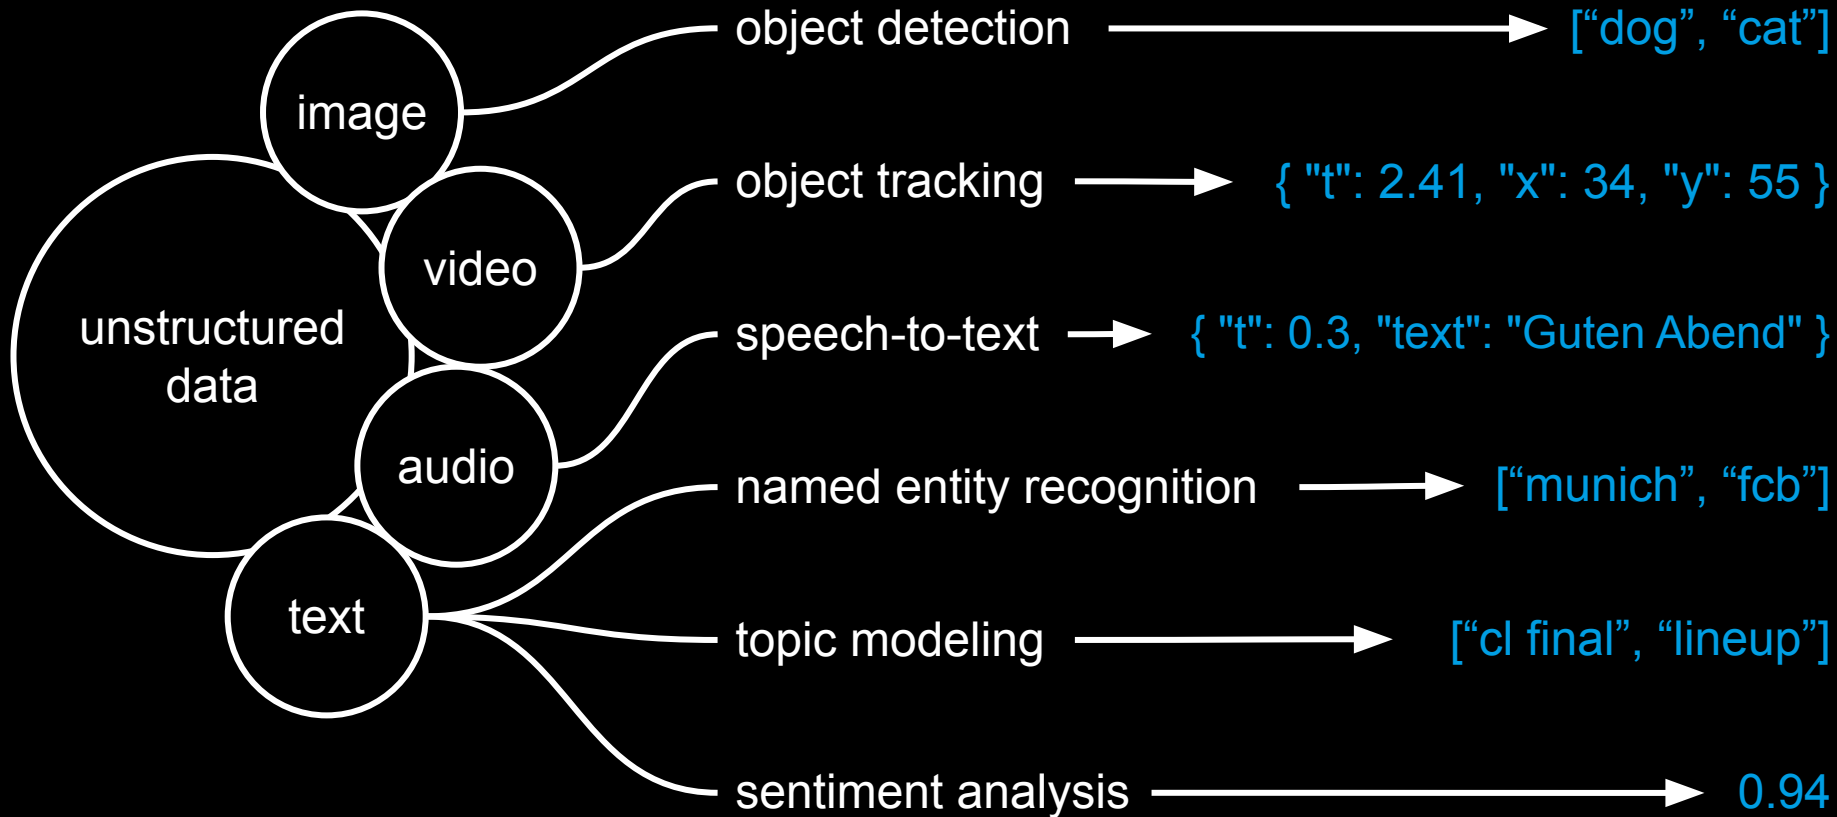 object detection
["dog", "cat"]
image
object tracking
{ "t": 2.41, "x": 34, "y": 55 }
video
unstructured
data
speech-to-text
{ "t": 0.3, "text": "Guten Abend" }
audio
named entity recognition
[“munich”, “fcb”]
text
topic modeling
[“cl final”, “lineup”]
sentiment analysis
0.94